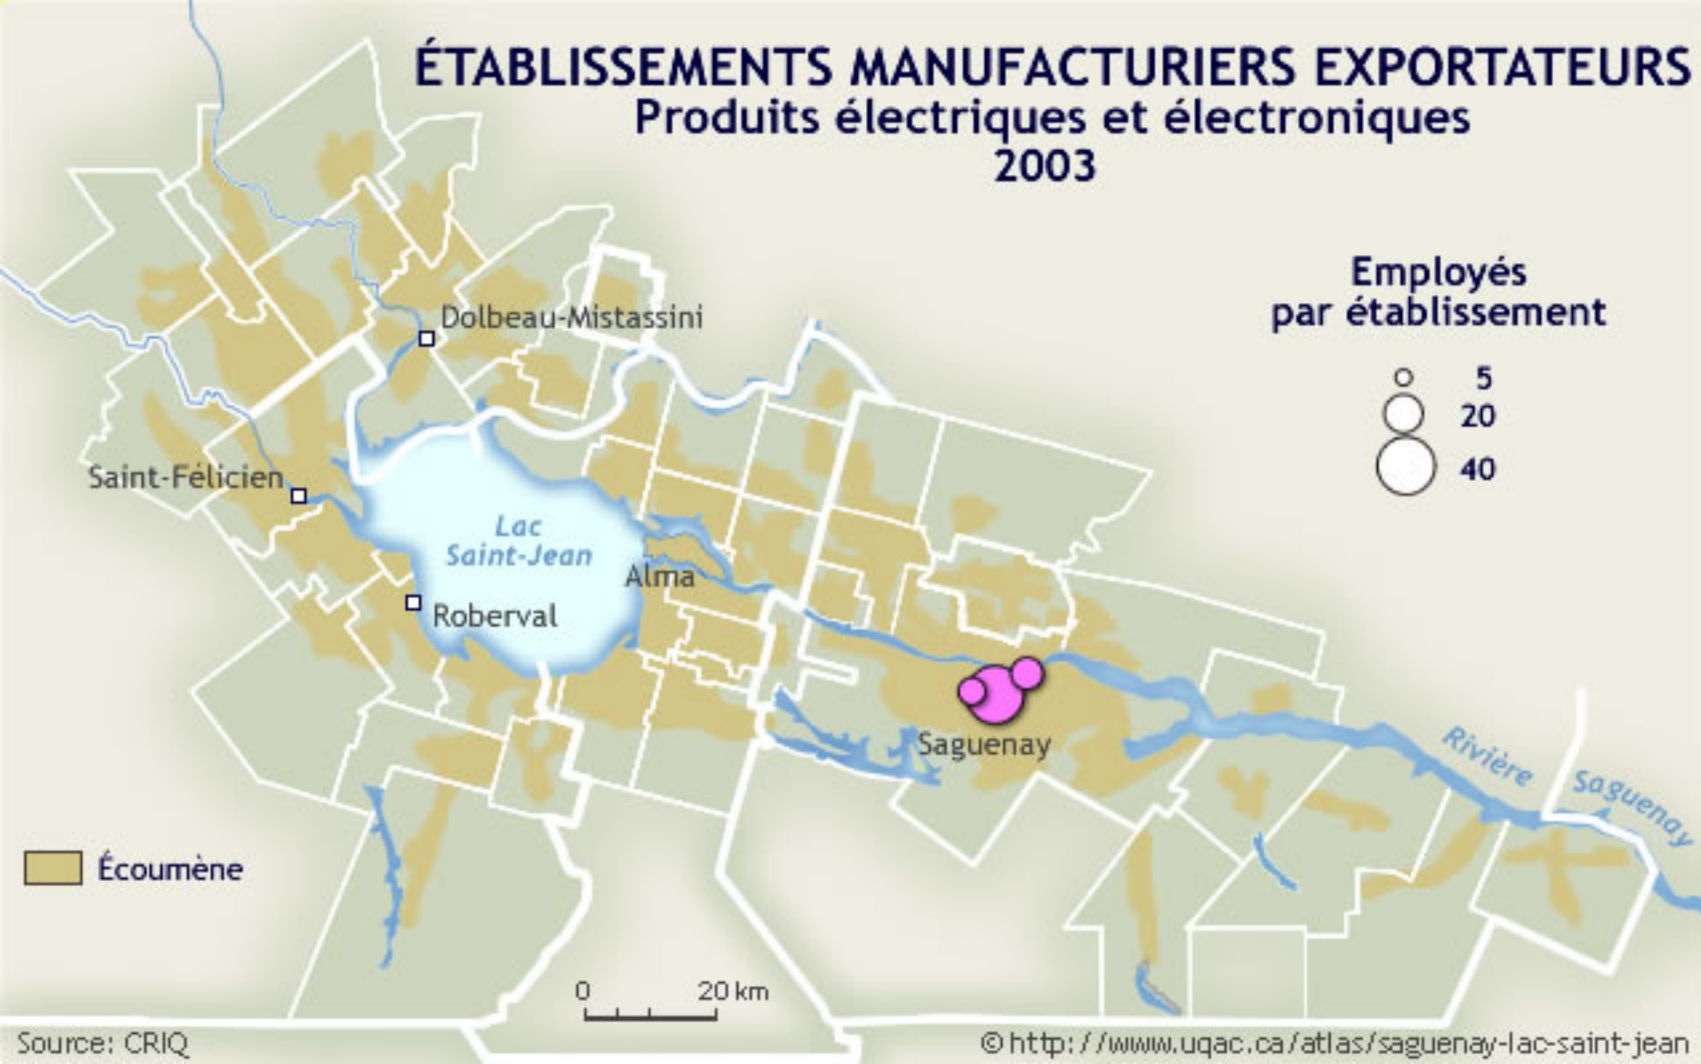 ÉTABLISSEMENTS MANUFACTURIERS EXPORTATEURS
Produits électriques et électroniques
2003
Employés
par établissement
5
20
40
Dolbeau-Mistassini
Saint-Félicien
Lac
Saint-Jean
Alma
Roberval
Saguenay
Rivière Saguenay
Écoumène
0 20 km
Source: CRIQ
© http://www.uqac.ca/atlas/saguenay-lac-saint-jean